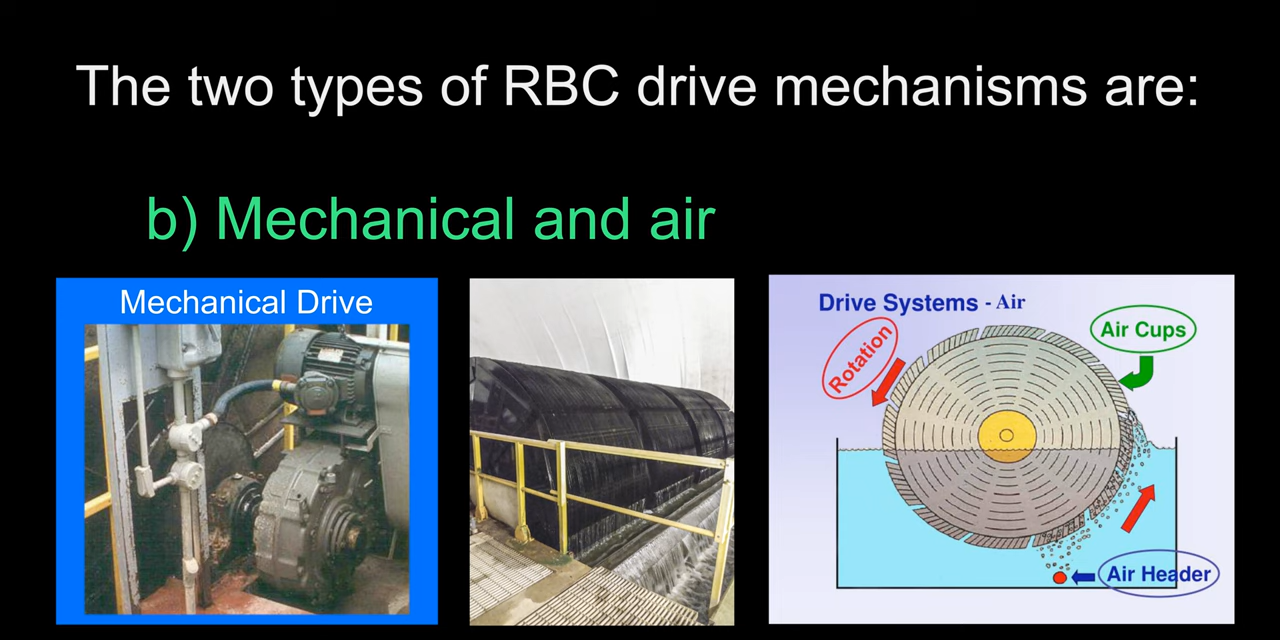 The two types of RBC drive mechanisms are:
b) Mechanical and air
Mechanical Drive
Drive Systems - Air
Rotation
Air Cups
Air Header